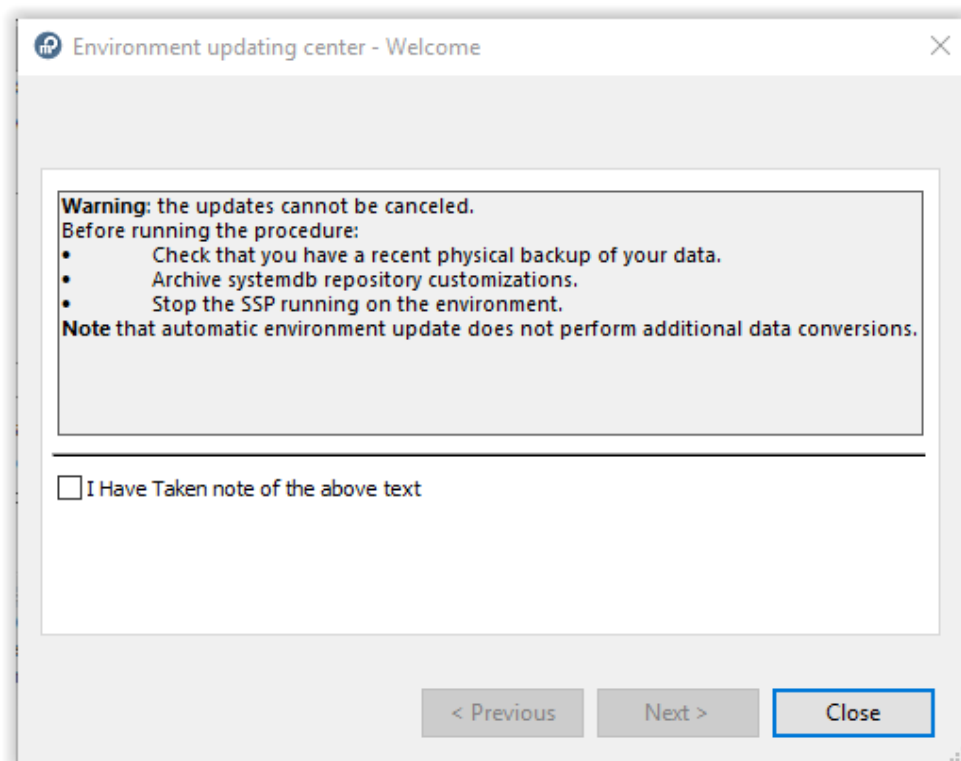 Environment updating center - Welcome
Warning: the updates cannot be canceled.
Before running the procedure:
• Check that you have a recent physical backup of your data.
• Archive systemdb repository customizations.
• Stop the SSP running on the environment.
Note that automatic environment update does not perform additional data conversions.
I Have Taken note of the above text
< Previous Next > Close